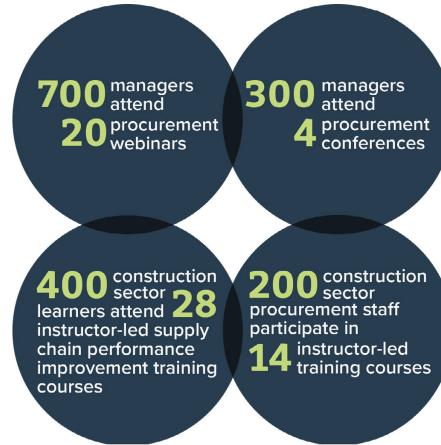 700 managers
attend
20 procurement
webinars
300 managers
attend
4 procurement
conferences
400 construction
sector
learners attend 28
instructor-led supply
chain performance
improvement training
courses
200 construction
sector
procurement staff
participate in
14 instructor-led
training courses